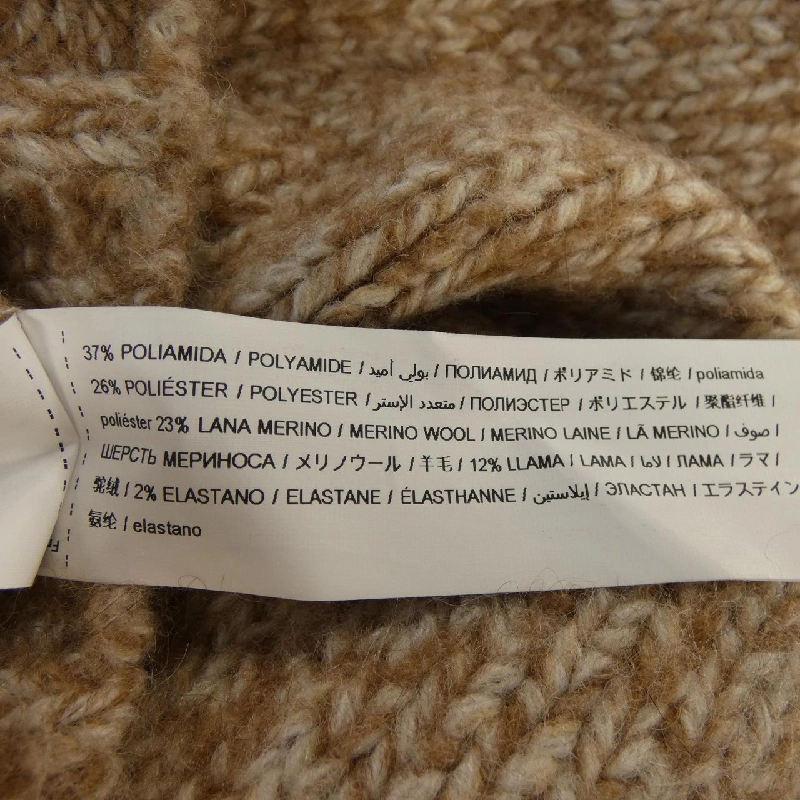 37% POLIAMIDA / POLYAMIDE / بولي أميد / ПОЛИАМИД / ポリアミド / 锦纶 / poliamida
26% POLIÉSTER / POLYESTER / متعدد الإستر / ПОЛИЭСТЕР / ポリエステル / 聚酯纤维 /
poliéster 23% LANA MERINO / MERINO WOOL / MERINO LAINE / LÃ MERINO / صوف /
ШЕРСТЬ МЕРИНОСА / メリノウール / 羊毛 / 12% LLAMA / LAMA / لاما / ЛАМА / ラマ /
驼绒 / 2% ELASTANO / ELASTANE / ÉLASTHANNE / إيلاستين / ЭЛАСТАН / エラスティン
氨纶 / elastano